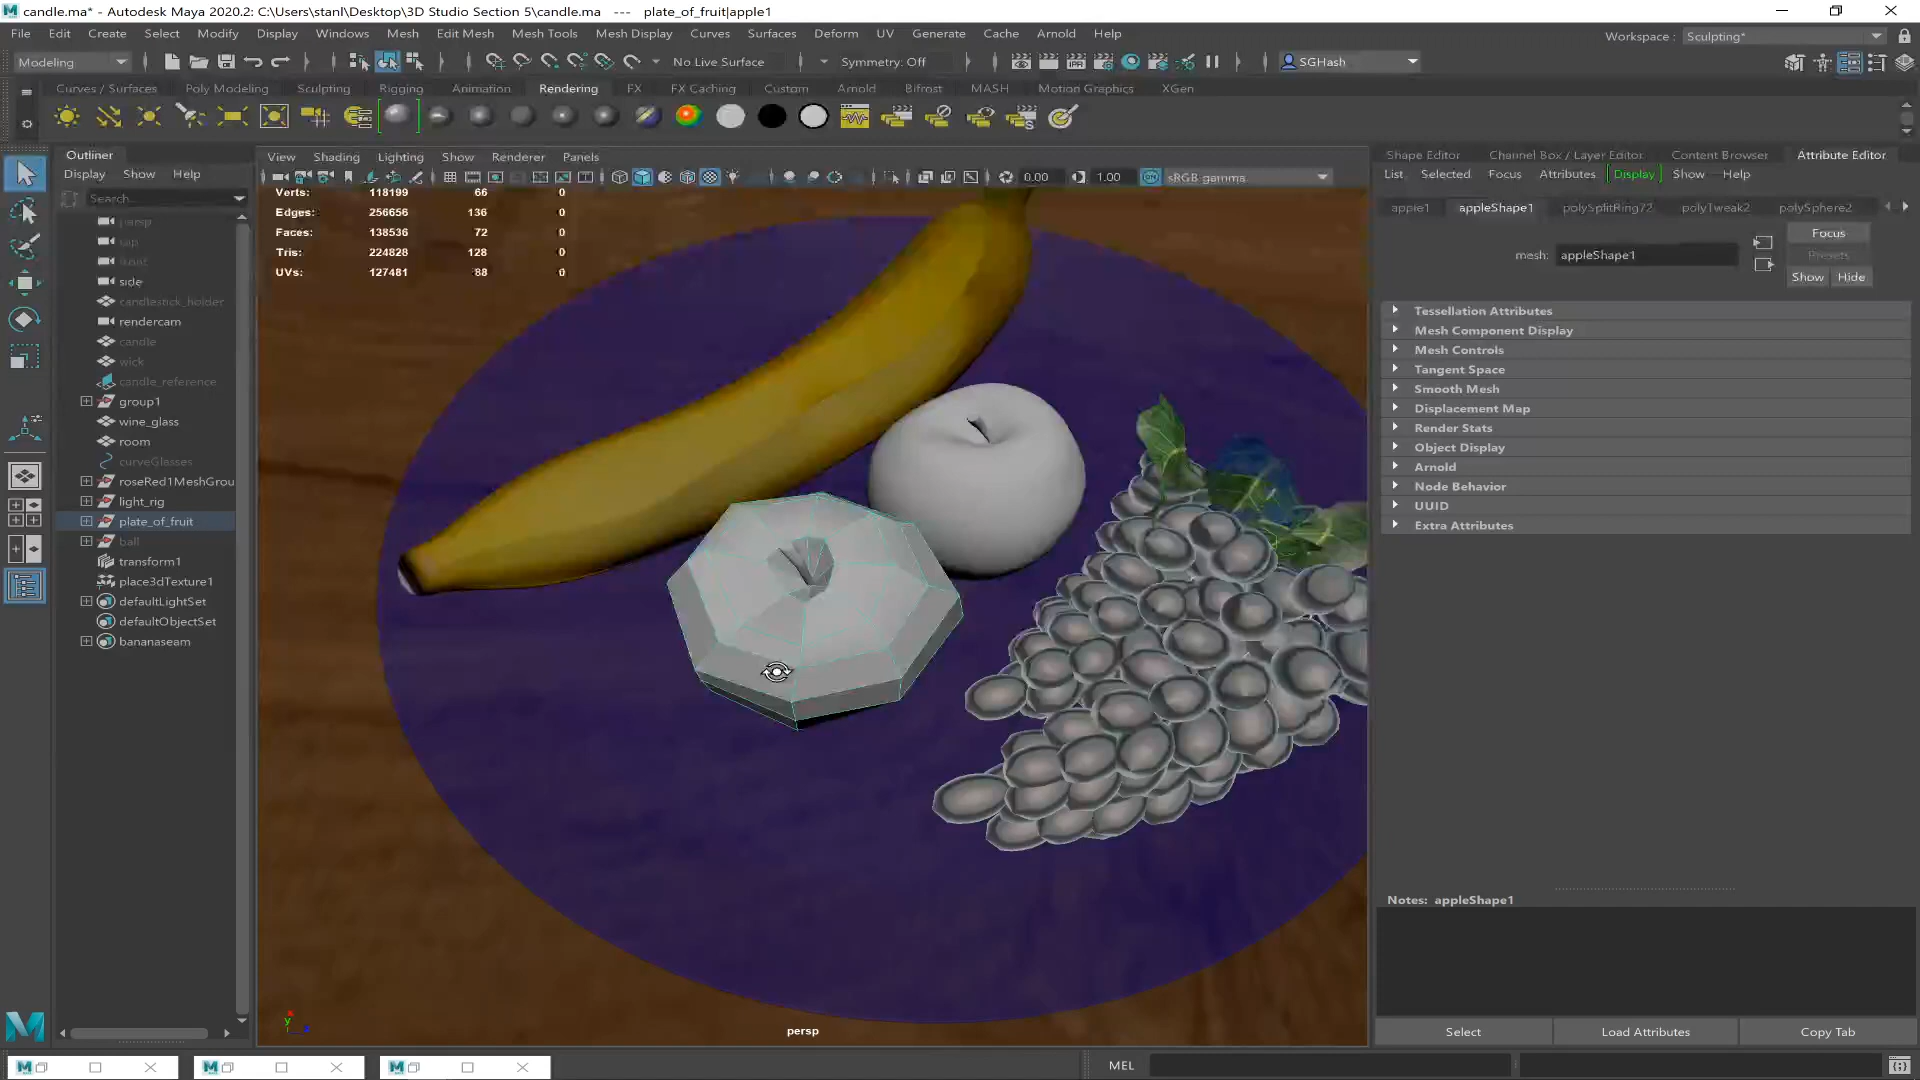 candle.ma* - Autodesk Maya 2020.2: C:\Users\stanl\Desktop\3D Studio Section 5\candle.ma --- plate_of_fruit|apple1
File Edit Create Select Modify Display Windows Mesh Edit Mesh Mesh Tools Mesh Display Curves Surfaces Deform UV Generate Cache Arnold Help
Workspace : Sculpting*
Modeling No Live Surface Symmetry: Off SGHash
Curves / Surfaces Poly Modeling Sculpting Rigging Animation Rendering FX FX Caching Custom Arnold Bifrost MASH Motion Graphics XGen
Outliner
Display Show Help
Search...
persp
top
front
side
candlestick_holder
rendercam
candle
wick
candle_reference
group1
wine_glass
room
curveGlasses
roseRed1MeshGrou
light_rig
plate_of_fruit
ball
transform1
place3dTexture1
defaultLightSet
defaultObjectSet
bananaseam
View Shading Lighting Show Renderer Panels
0.00 1.00 ON sRGB gamma
Verts: 118199 66 0
Edges: 256656 136 0
Faces: 138536 72 0
Tris: 224828 128 0
UVs: 127481 88 0
persp
Shape Editor Channel Box / Layer Editor Content Browser Attribute Editor
List Selected Focus Attributes Display Show Help
apple1 appleShape1 polySplitRing72 polyTweak2 polySphere2
mesh: appleShape1
Focus
Presets
Show Hide
Tessellation Attributes
Mesh Component Display
Mesh Controls
Tangent Space
Smooth Mesh
Displacement Map
Render Stats
Object Display
Arnold
Node Behavior
UUID
Extra Attributes
Notes: appleShape1
Select Load Attributes Copy Tab
MEL